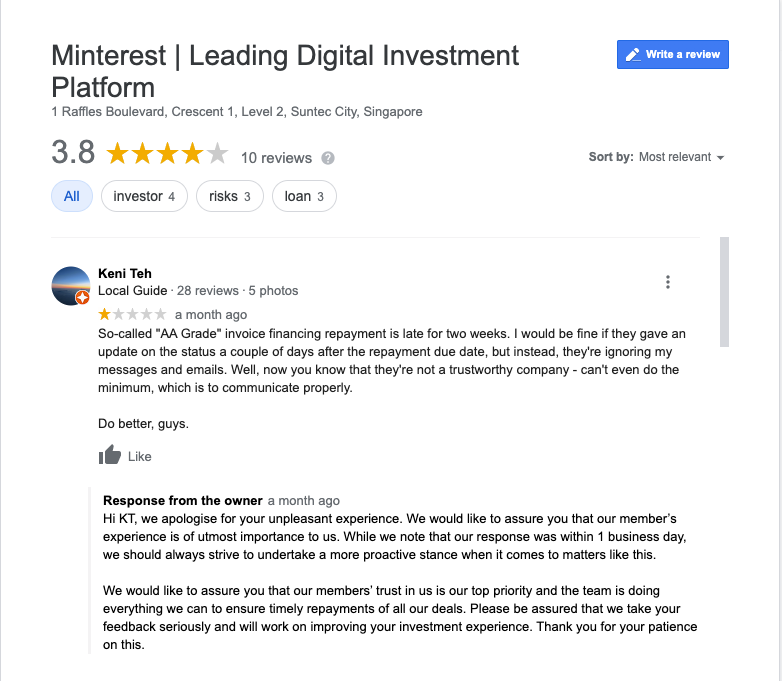 Minterest | Leading Digital Investment
Platform
Write a review
1 Raffles Boulevard, Crescent 1, Level 2, Suntec City, Singapore
3.8 10 reviews ?
Sort by: Most relevant
All investor 4 risks 3 loan 3
Keni Teh
Local Guide · 28 reviews · 5 photos
a month ago
So-called "AA Grade" invoice financing repayment is late for two weeks. I would be fine if they gave an
update on the status a couple of days after the repayment due date, but instead, they're ignoring my
messages and emails. Well, now you know that they're not a trustworthy company - can't even do the
minimum, which is to communicate properly.
Do better, guys.
Like
Response from the owner a month ago
Hi KT, we apologise for your unpleasant experience. We would like to assure you that our member’s
experience is of utmost importance to us. While we note that our response was within 1 business day,
we should always strive to undertake a more proactive stance when it comes to matters like this.
We would like to assure you that our members’ trust in us is our top priority and the team is doing
everything we can to ensure timely repayments of all our deals. Please be assured that we take your
feedback seriously and will work on improving your investment experience. Thank you for your patience
on this.